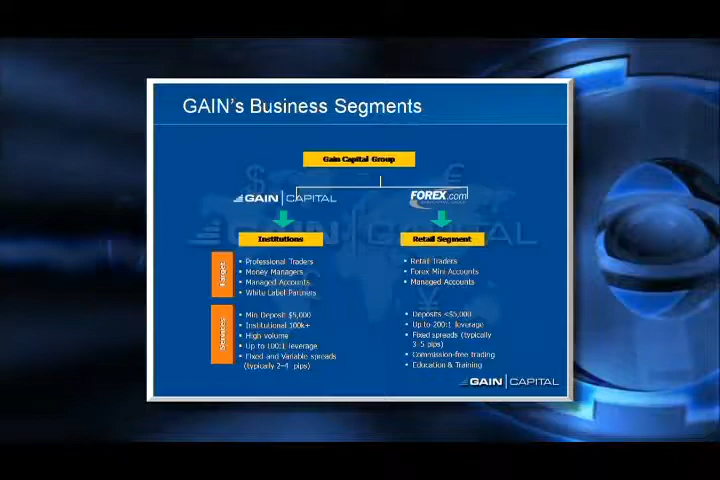 GAIN's Business Segments
Gain Capital Group
GAIN CAPITAL
FOREX.com
GAIN CAPITAL
Institutions
Retail Segment
Target
• Professional Traders
• Money Managers
• Managed Accounts
• White Label Partners
• Retail Traders
• Forex Mini Accounts
• Managed Accounts
Services
• Min Deposit $5,000
• Institutional 100k+
• High volume
• Up to 100:1 leverage
• Fixed and Variable spreads
(typically 2-4 pips)
• Deposits <$5,000
• Up to 200:1 leverage
• Fixed spreads (typically
3-5 pips)
• Commission-free trading
• Education & Training
GAIN CAPITAL